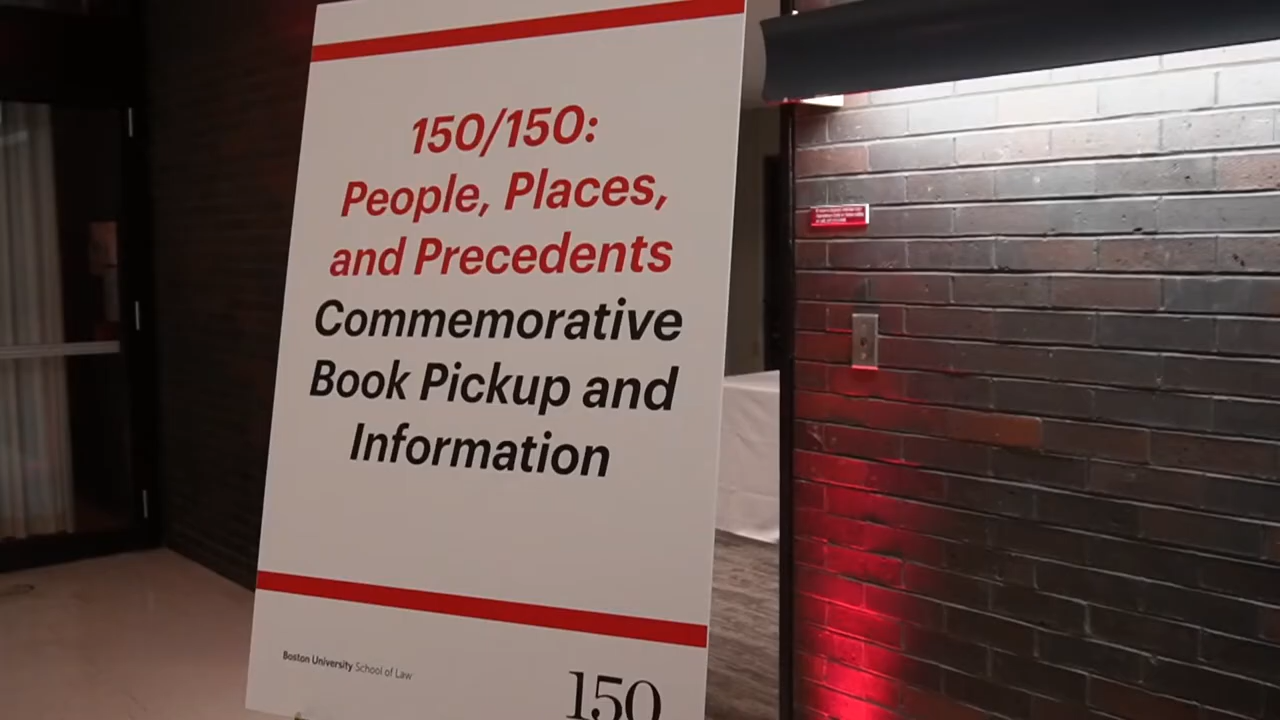 150/150:
People, Places,
and Precedents
Commemorative
Book Pickup and
Information
Boston University School of Law
150